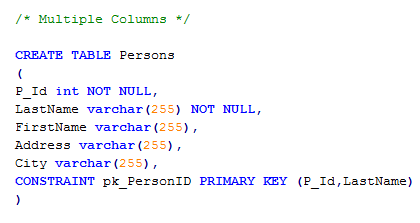 /* Multiple Columns */
CREATE TABLE Persons
(
P_Id int NOT NULL,
LastName varchar(255) NOT NULL,
FirstName varchar(255),
Address varchar(255),
City varchar(255),
CONSTRAINT pk_PersonID PRIMARY KEY (P_Id,LastName)
)